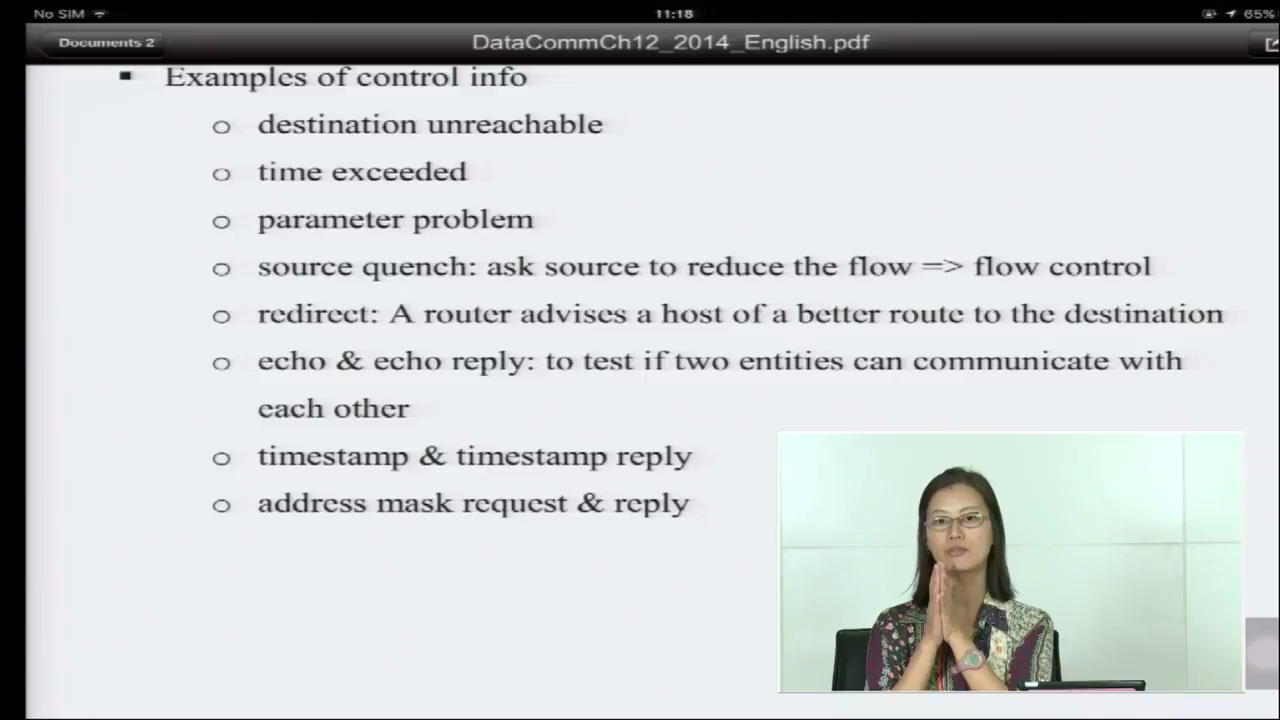 No SIM 11:18 65%
Documents 2 DataCommCh12_2014_English.pdf
▪ Examples of control info
o destination unreachable
o time exceeded
o parameter problem
o source quench: ask source to reduce the flow => flow control
o redirect: A router advises a host of a better route to the destination
o echo & echo reply: to test if two entities can communicate with
each other
o timestamp & timestamp reply
o address mask request & reply